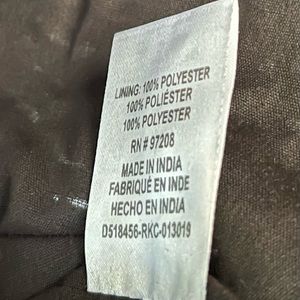 LINING: 100% POLYESTER
100% POLIÉSTER
100% POLYESTER
RN # 97208
MADE IN INDIA
FABRIQUÉ EN INDE
HECHO EN INDIA
D518456-RKC-013019